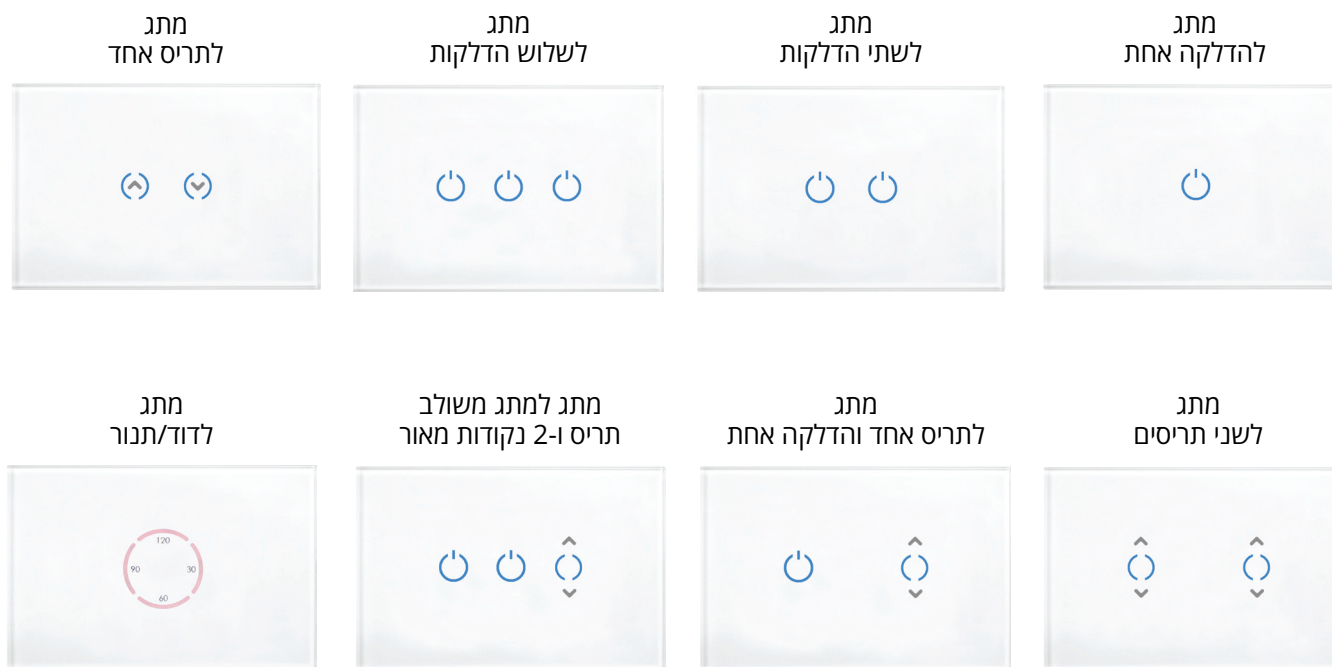 מתג
להדלקה אחת
מתג
לשתי הדלקות
מתג
לשלוש הדלקות
מתג
לתריס אחד
מתג
לשני תריסים
מתג
לתריס אחד והדלקה אחת
מתג למתג משולב
תריס ו-2 נקודות מאור
מתג
לדוד/תנור
120
90
30
60